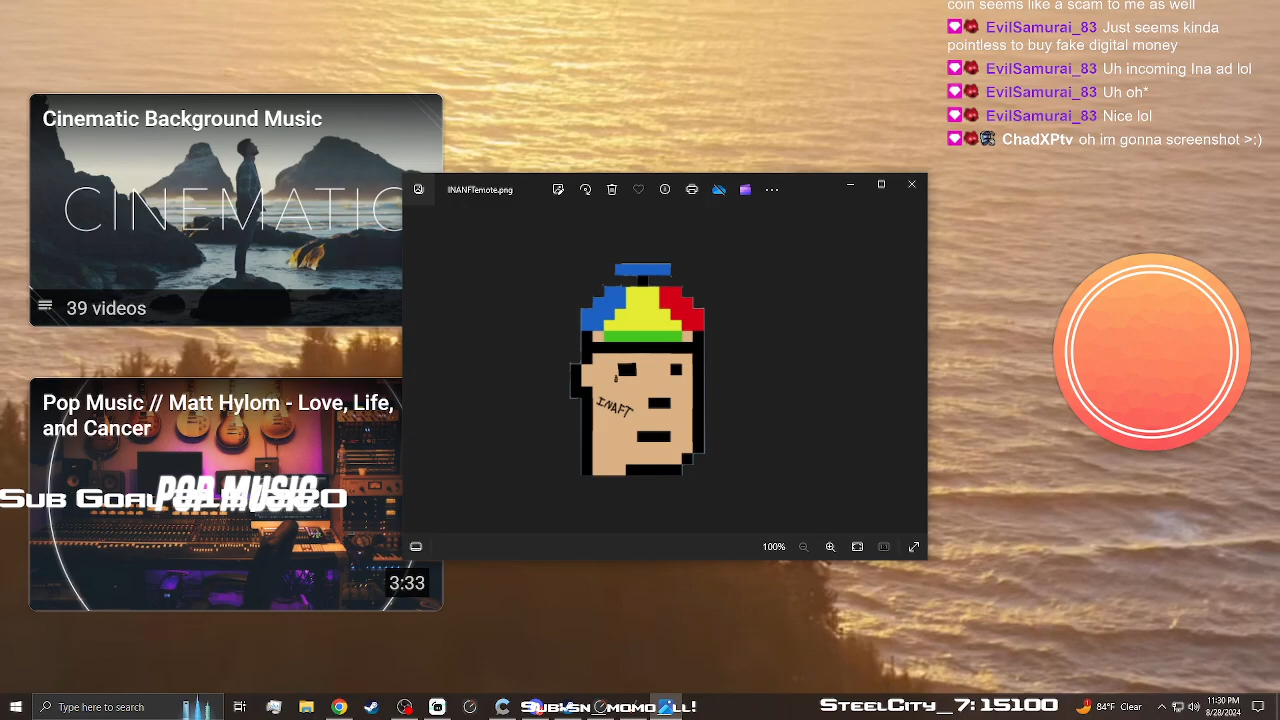 coin seems like a scam to me as well
EvilSamurai_83 Just seems kinda
pointless to buy fake digital money
EvilSamurai_83 Uh incoming Ina ad lol
EvilSamurai_83 Uh oh*
EvilSamurai_83 Nice lol
ChadXPtv oh im gonna screenshot >:)
Cinematic Background Music
CINEMATIC
39 videos
INANFTemote.png
INAFT
100%
Pop Music // Matt Hylom - Love, Life,
and Cancer
POP MUSIC
Sub Goal
20
3:33
Type here to search
SteelCity_7: 15100
84°F Clear
11:30 PM
8/28/2024